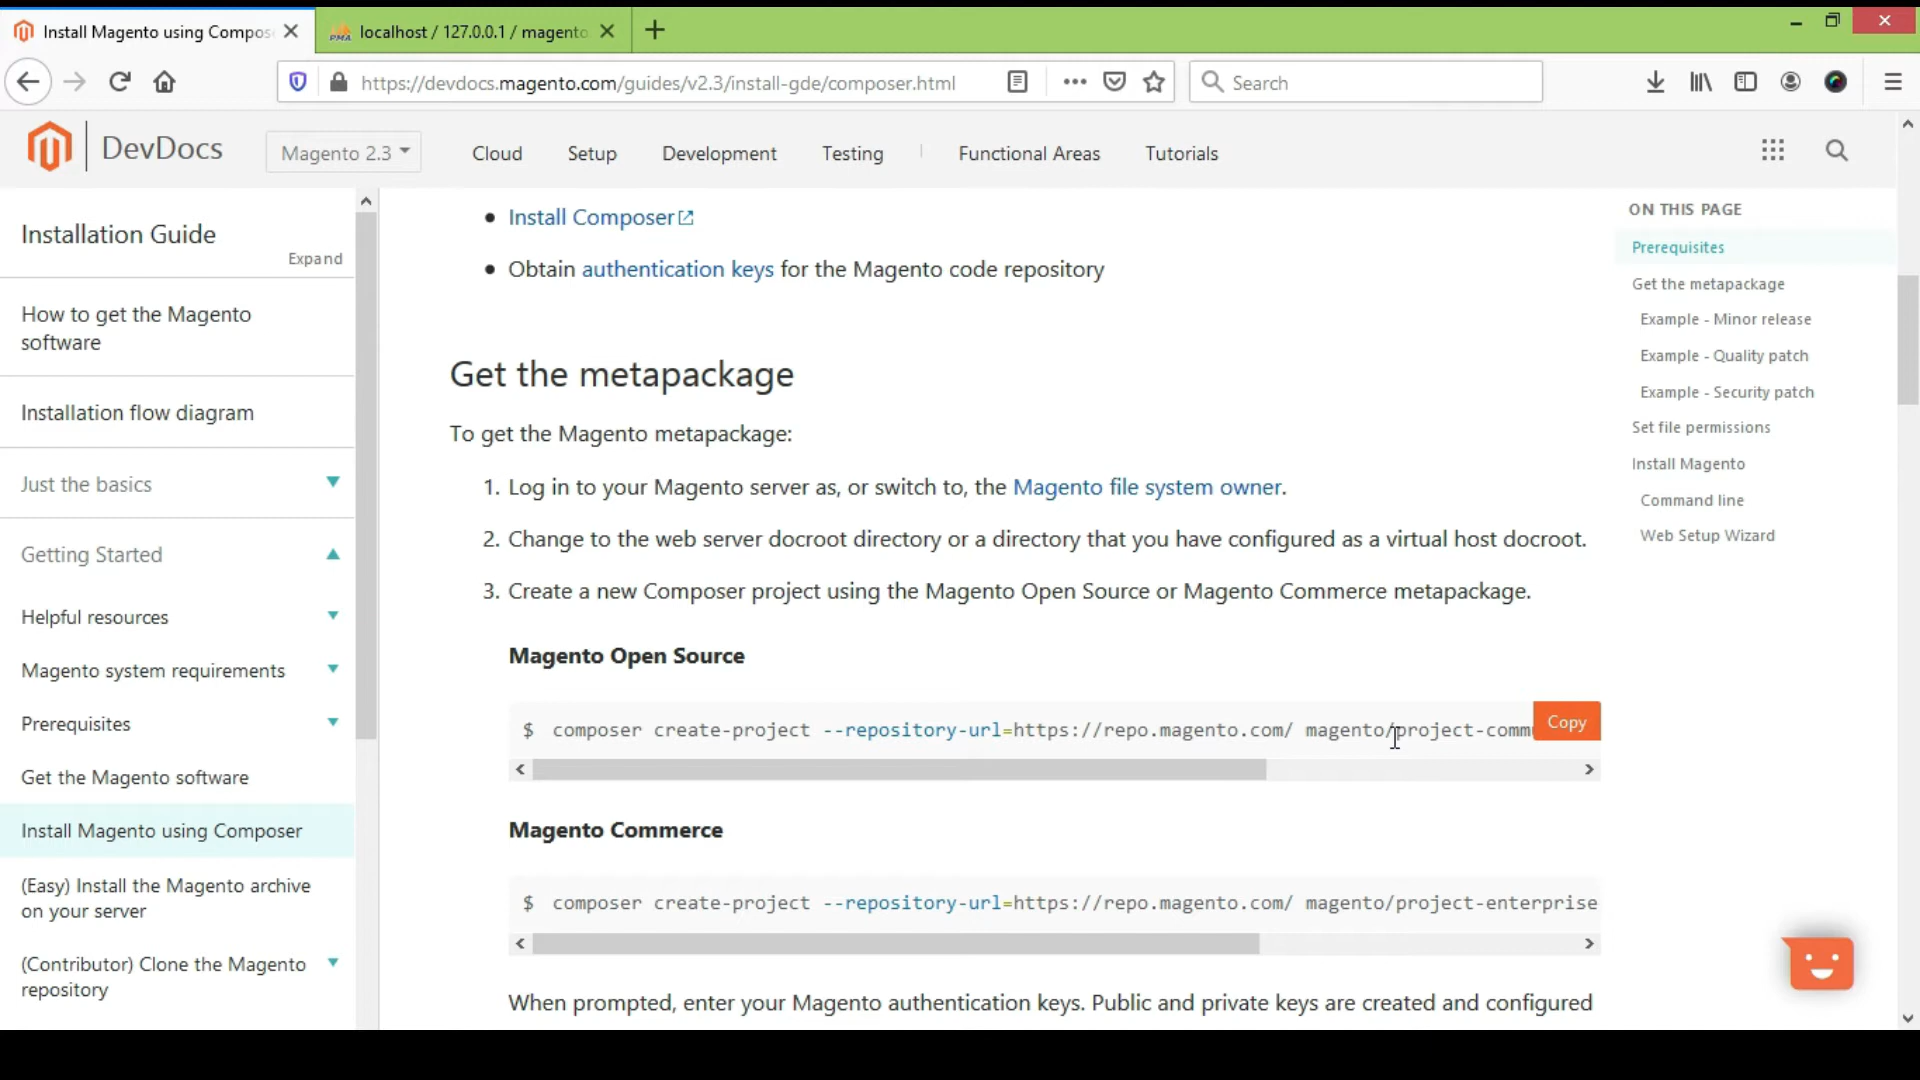 Install Magento using Compos
localhost / 127.0.0.1 / magento
https://devdocs.magento.com/guides/v2.3/install-gde/composer.html
Search
DevDocs
Magento 2.3
Cloud
Setup
Development
Testing
Functional Areas
Tutorials
Installation Guide
Expand
How to get the Magento
software
Installation flow diagram
Just the basics
Getting Started
Helpful resources
Magento system requirements
Prerequisites
Get the Magento software
Install Magento using Composer
(Easy) Install the Magento archive
on your server
(Contributor) Clone the Magento
repository
Install Composer
Obtain authentication keys for the Magento code repository
Get the metapackage
To get the Magento metapackage:
1. Log in to your Magento server as, or switch to, the Magento file system owner.
2. Change to the web server docroot directory or a directory that you have configured as a virtual host docroot.
3. Create a new Composer project using the Magento Open Source or Magento Commerce metapackage.
Magento Open Source
$ composer create-project --repository-url=https://repo.magento.com/ magento/project-comm
Copy
Magento Commerce
$ composer create-project --repository-url=https://repo.magento.com/ magento/project-enterprise
When prompted, enter your Magento authentication keys. Public and private keys are created and configured
ON THIS PAGE
Prerequisites
Get the metapackage
Example - Minor release
Example - Quality patch
Example - Security patch
Set file permissions
Install Magento
Command line
Web Setup Wizard